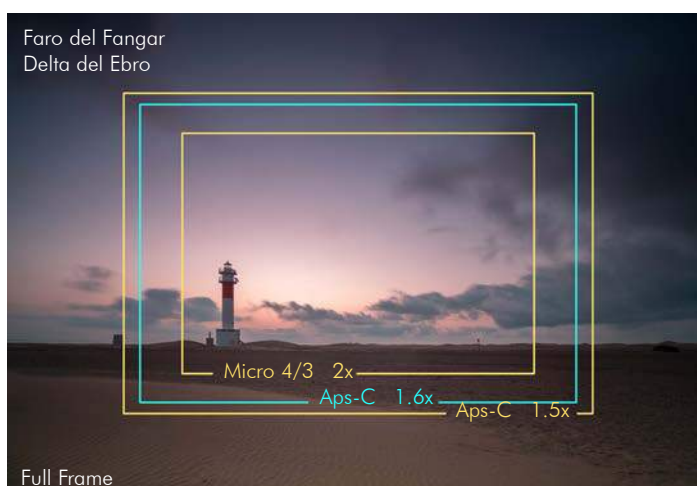 Faro del Fangar
Delta del Ebro
Micro 4/3 2x
Aps-C 1.6x
Aps-C 1.5x
Full Frame